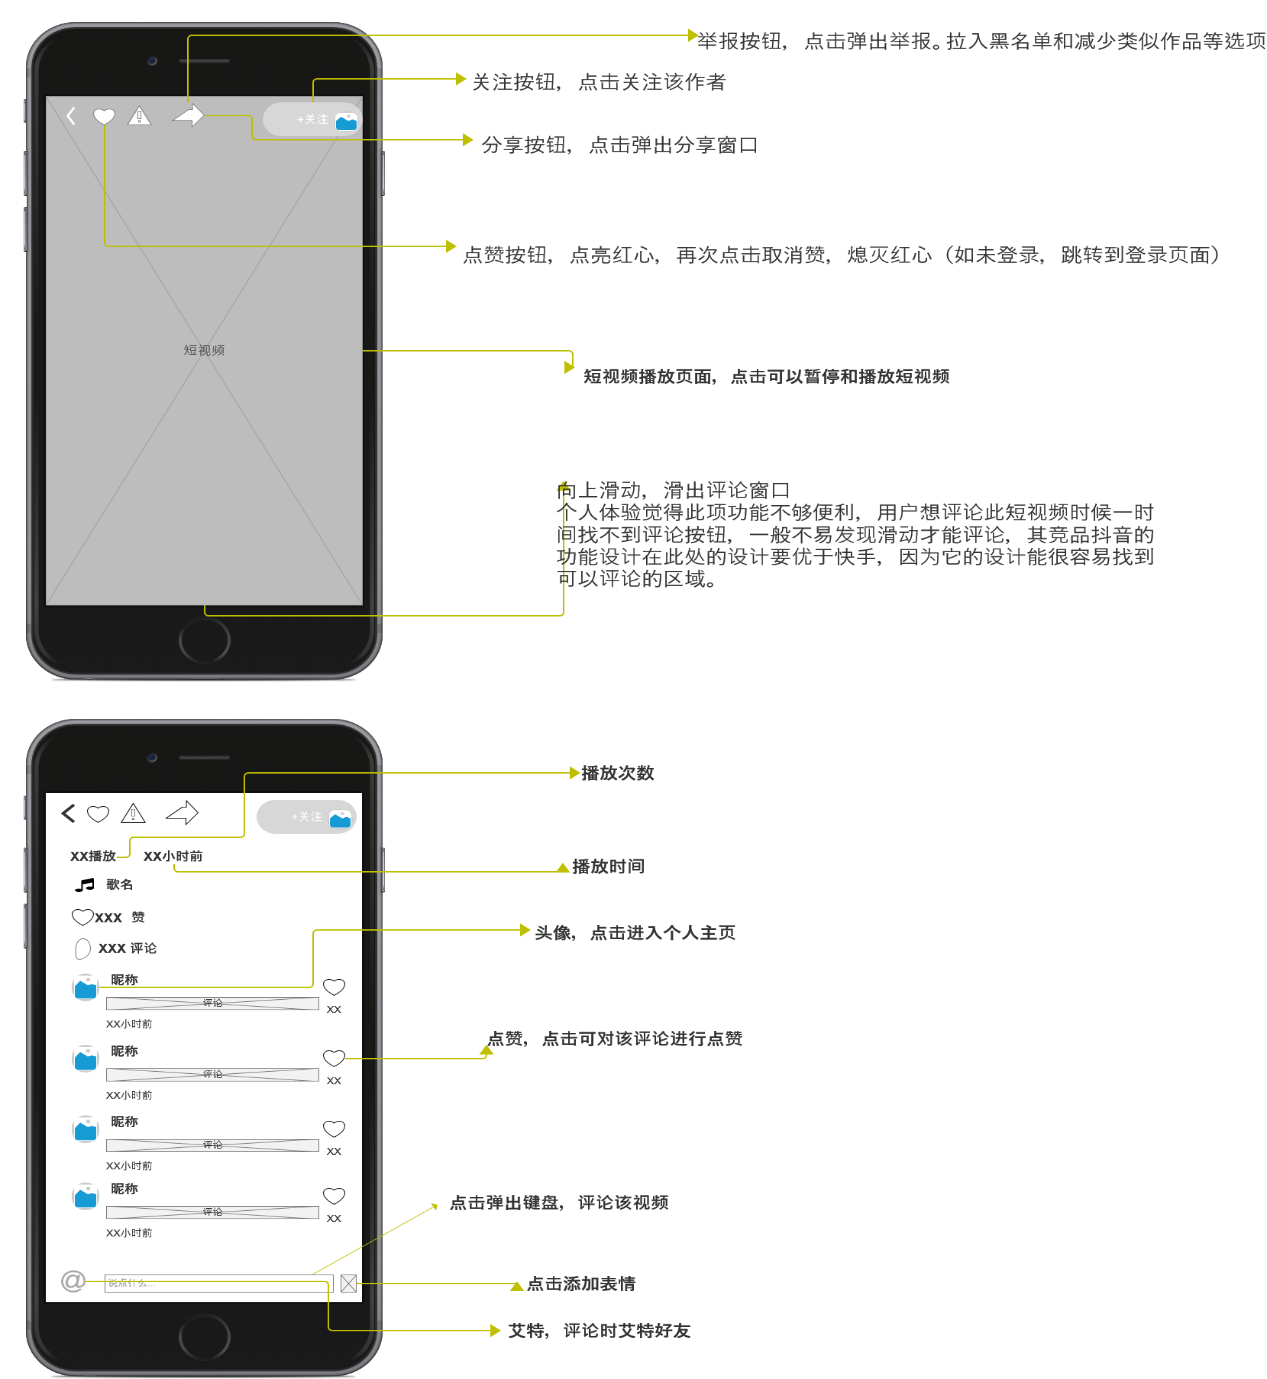 举报按钮，点击弹出举报。拉入黑名单和减少类似作品等选项
关注按钮，点击关注该作者
+关注
分享按钮，点击弹出分享窗口
点赞按钮，点亮红心，再次点击取消赞，熄灭红心（如未登录，跳转到登录页面）
短视频
短视频播放页面，点击可以暂停和播放短视频
向上滑动，滑出评论窗口
个人体验觉得此项功能不够便利，用户想评论此短视频时候一时
间找不到评论按钮，一般不易发现滑动才能评论，其竞品抖音的
功能设计在此处的设计要优于快手，因为它的设计能很容易找到
可以评论的区域。
播放次数
+关注
XX播放 XX小时前
播放时间
歌名
XXX 赞
头像，点击进入个人主页
XXX 评论
昵称
评论
XX
XX小时前
点赞，点击可对该评论进行点赞
昵称
评论
XX
XX小时前
昵称
评论
XX
XX小时前
昵称
点击弹出键盘，评论该视频
评论
XX
XX小时前
@ 说点什么...
点击添加表情
艾特，评论时艾特好友